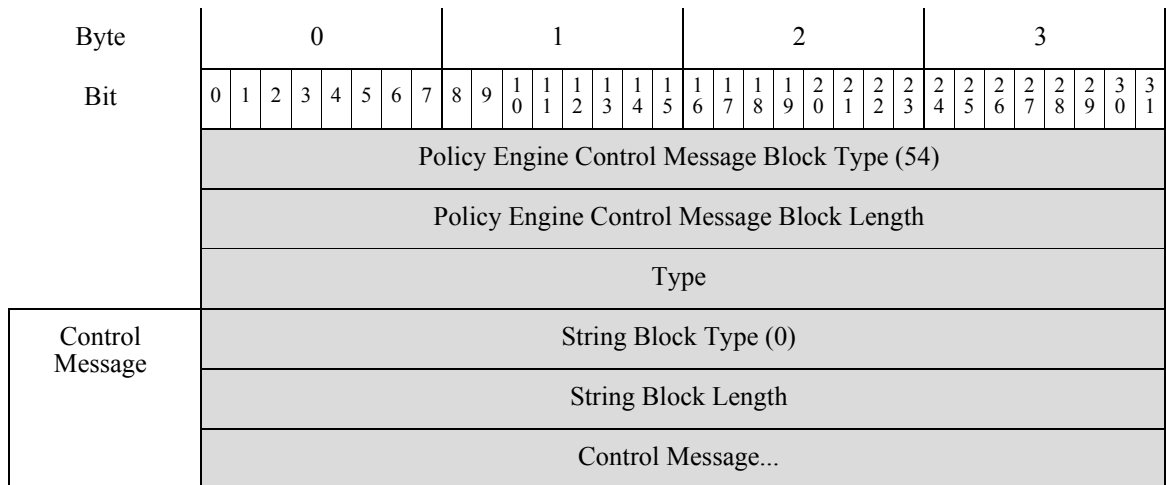 Byte 0 1 2 3
Bit 0 1 2 3 4 5 6 7 8 9 10 11 12 13 14 15 16 17 18 19 20 21 22 23 24 25 26 27 28 29 30 31
Policy Engine Control Message Block Type (54)
Policy Engine Control Message Block Length
Type
Control
Message
String Block Type (0)
String Block Length
Control Message...